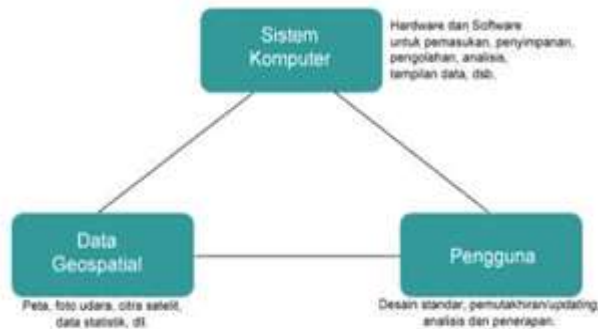 Sistem
Komputer
Hardware dan Software
untuk pemasukan, penyimpanan,
pengolahan, analisis,
tampilan data, dsb.
Data
Geospatial
Peta, foto udara, citra satelit,
data statistik, dll.
Pengguna
Desain standar, pemutakhiran/updating
analisis dan penerapan.